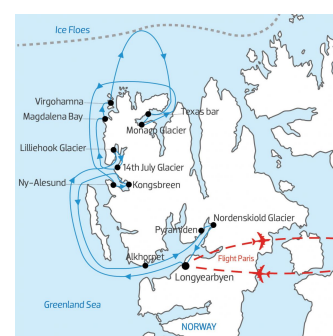 Ice Floes
Virgohamna
Magdalena Bay
Texas bar
Monaco Glacier
Lilliehook Glacier
14th July Glacier
Ny-Alesund
Kongsbreen
Nordenskiold Glacier
Pyramiden
Flight Paris
Alkhornet
Longyearbyen
Greenland Sea
NORWAY